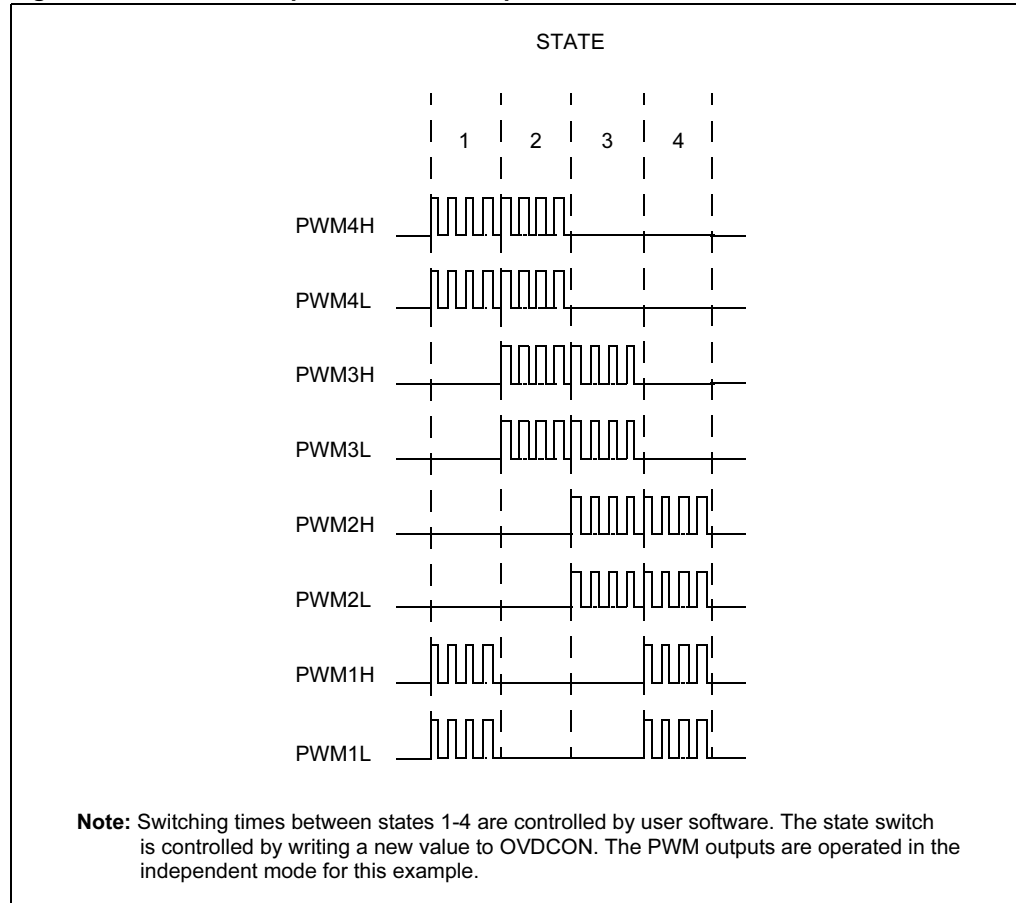 STATE
1 2 3 4
PWM4H
PWM4L
PWM3H
PWM3L
PWM2H
PWM2L
PWM1H
PWM1L
Note: Switching times between states 1-4 are controlled by user software. The state switch
is controlled by writing a new value to OVDCON. The PWM outputs are operated in the
independent mode for this example.